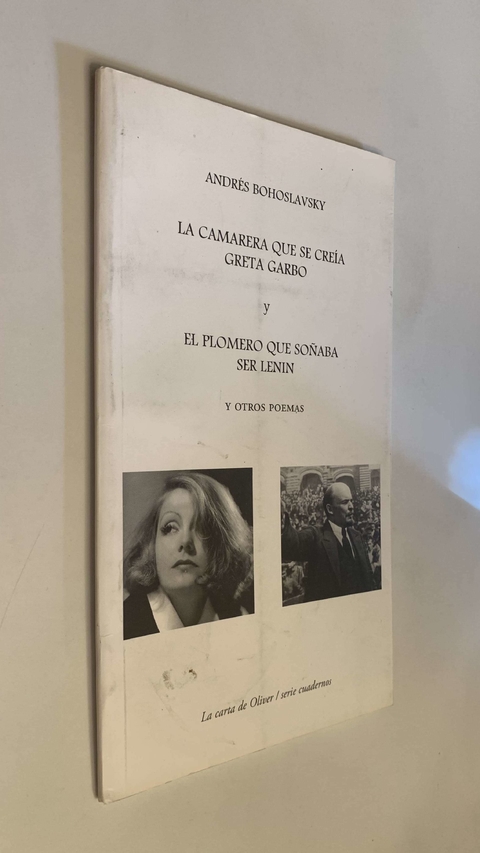 ANDRÉS BOHOSLAVSKY
LA CAMARERA QUE SE CREÍA
GRETA GARBO
y
EL PLOMERO QUE SOÑABA
SER LENIN
Y OTROS POEMAS
La carta de Oliver / serie cuadernos